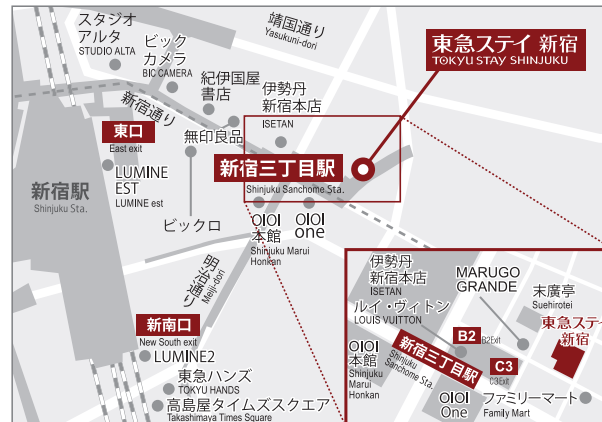 スタジオ
アルタ
STUDIO ALTA
ビック
カメラ
BIC CAMERA
靖国通り
Yasukuni-dori
東急ステイ 新宿
TOKYU STAY SHINJUKU
紀伊国屋
書店
伊勢丹
新宿本店
ISETAN
新宿通り
東口
East exit
無印良品
LUMINE
EST
LUMINE est
新宿三丁目駅
Shinjuku Sanchome Sta.
新宿駅
Shinjuku Sta.
ビックロ
OIOI
本館
Shinjuku Marui
Honkan
OIOI
one
明治通り
Meiji-dori
新南口
New South exit
LUMINE2
東急ハンズ
TOKYU HANDS
高島屋タイムズスクエア
Takashimaya Times Square
伊勢丹
新宿本店
ISETAN
MARUGO
GRANDE
末廣亭
Suehirotei
ルイ・ヴィトン
LOUIS VUITTON
B2
B2Exit
東急ステイ
新宿
新宿三丁目駅
Shinjuku
Sanchome Sta.
C3
C3Exit
OIOI
本館
Shinjuku
Marui
Honkan
OIOI
One
ファミリーマート
Family Mart